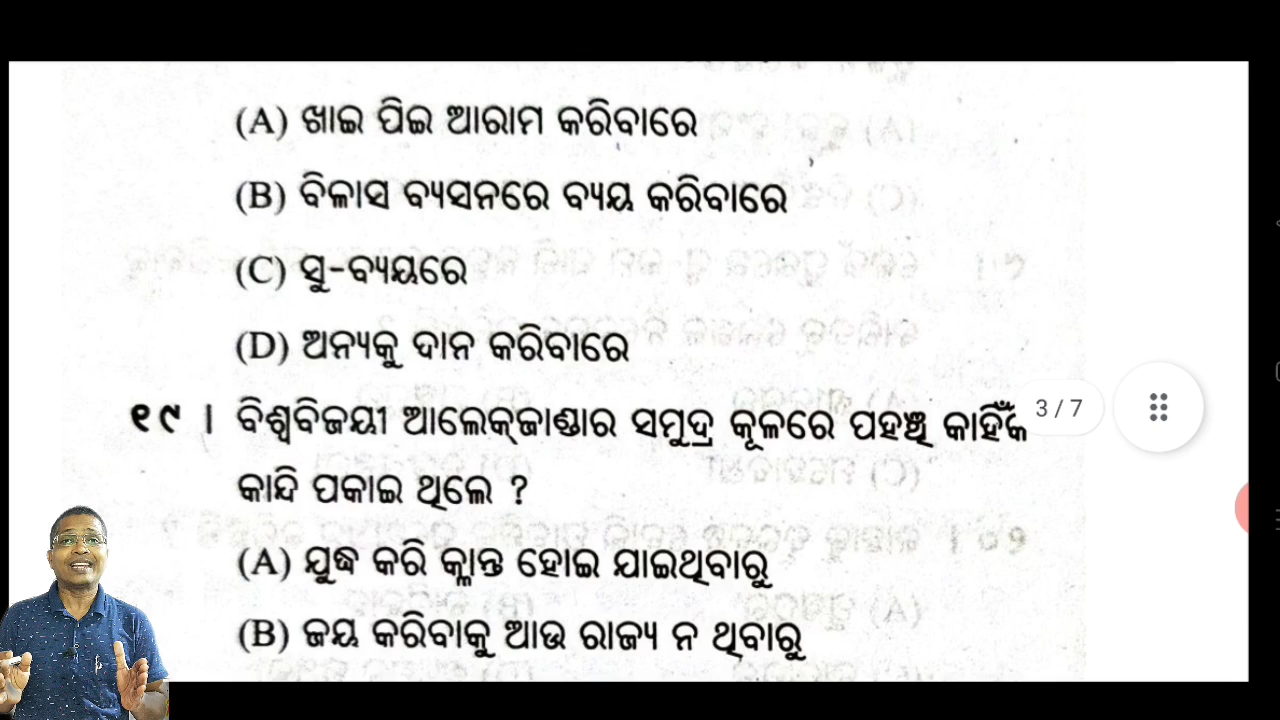 (A) ଖାଇ ପିଇ ଆରାମ କରିବାରେ
(B) ବିଳାସ ବ୍ୟସନରେ ବ୍ୟୟ କରିବାରେ
(C) ସୁ-ବ୍ୟୟରେ
(D) ଅନ୍ୟକୁ ଦାନ କରିବାରେ
୧୯ । ବିଶ୍ୱବିଜୟୀ ଆଲେକ୍‌ଜାଣ୍ଡାର ସମୁଦ୍ର କୂଳରେ ପହଞ୍ଚି କାହିଁକ
3 / 7
କାନ୍ଦି ପକାଇ ଥିଲେ ?
(A) ଯୁଦ୍ଧ କରି କ୍ଳାନ୍ତ ହୋଇ ଯାଇଥିବାରୁ
(B) ଜୟ କରିବାକୁ ଆଉ ରାଜ୍ୟ ନ ଥିବାରୁ